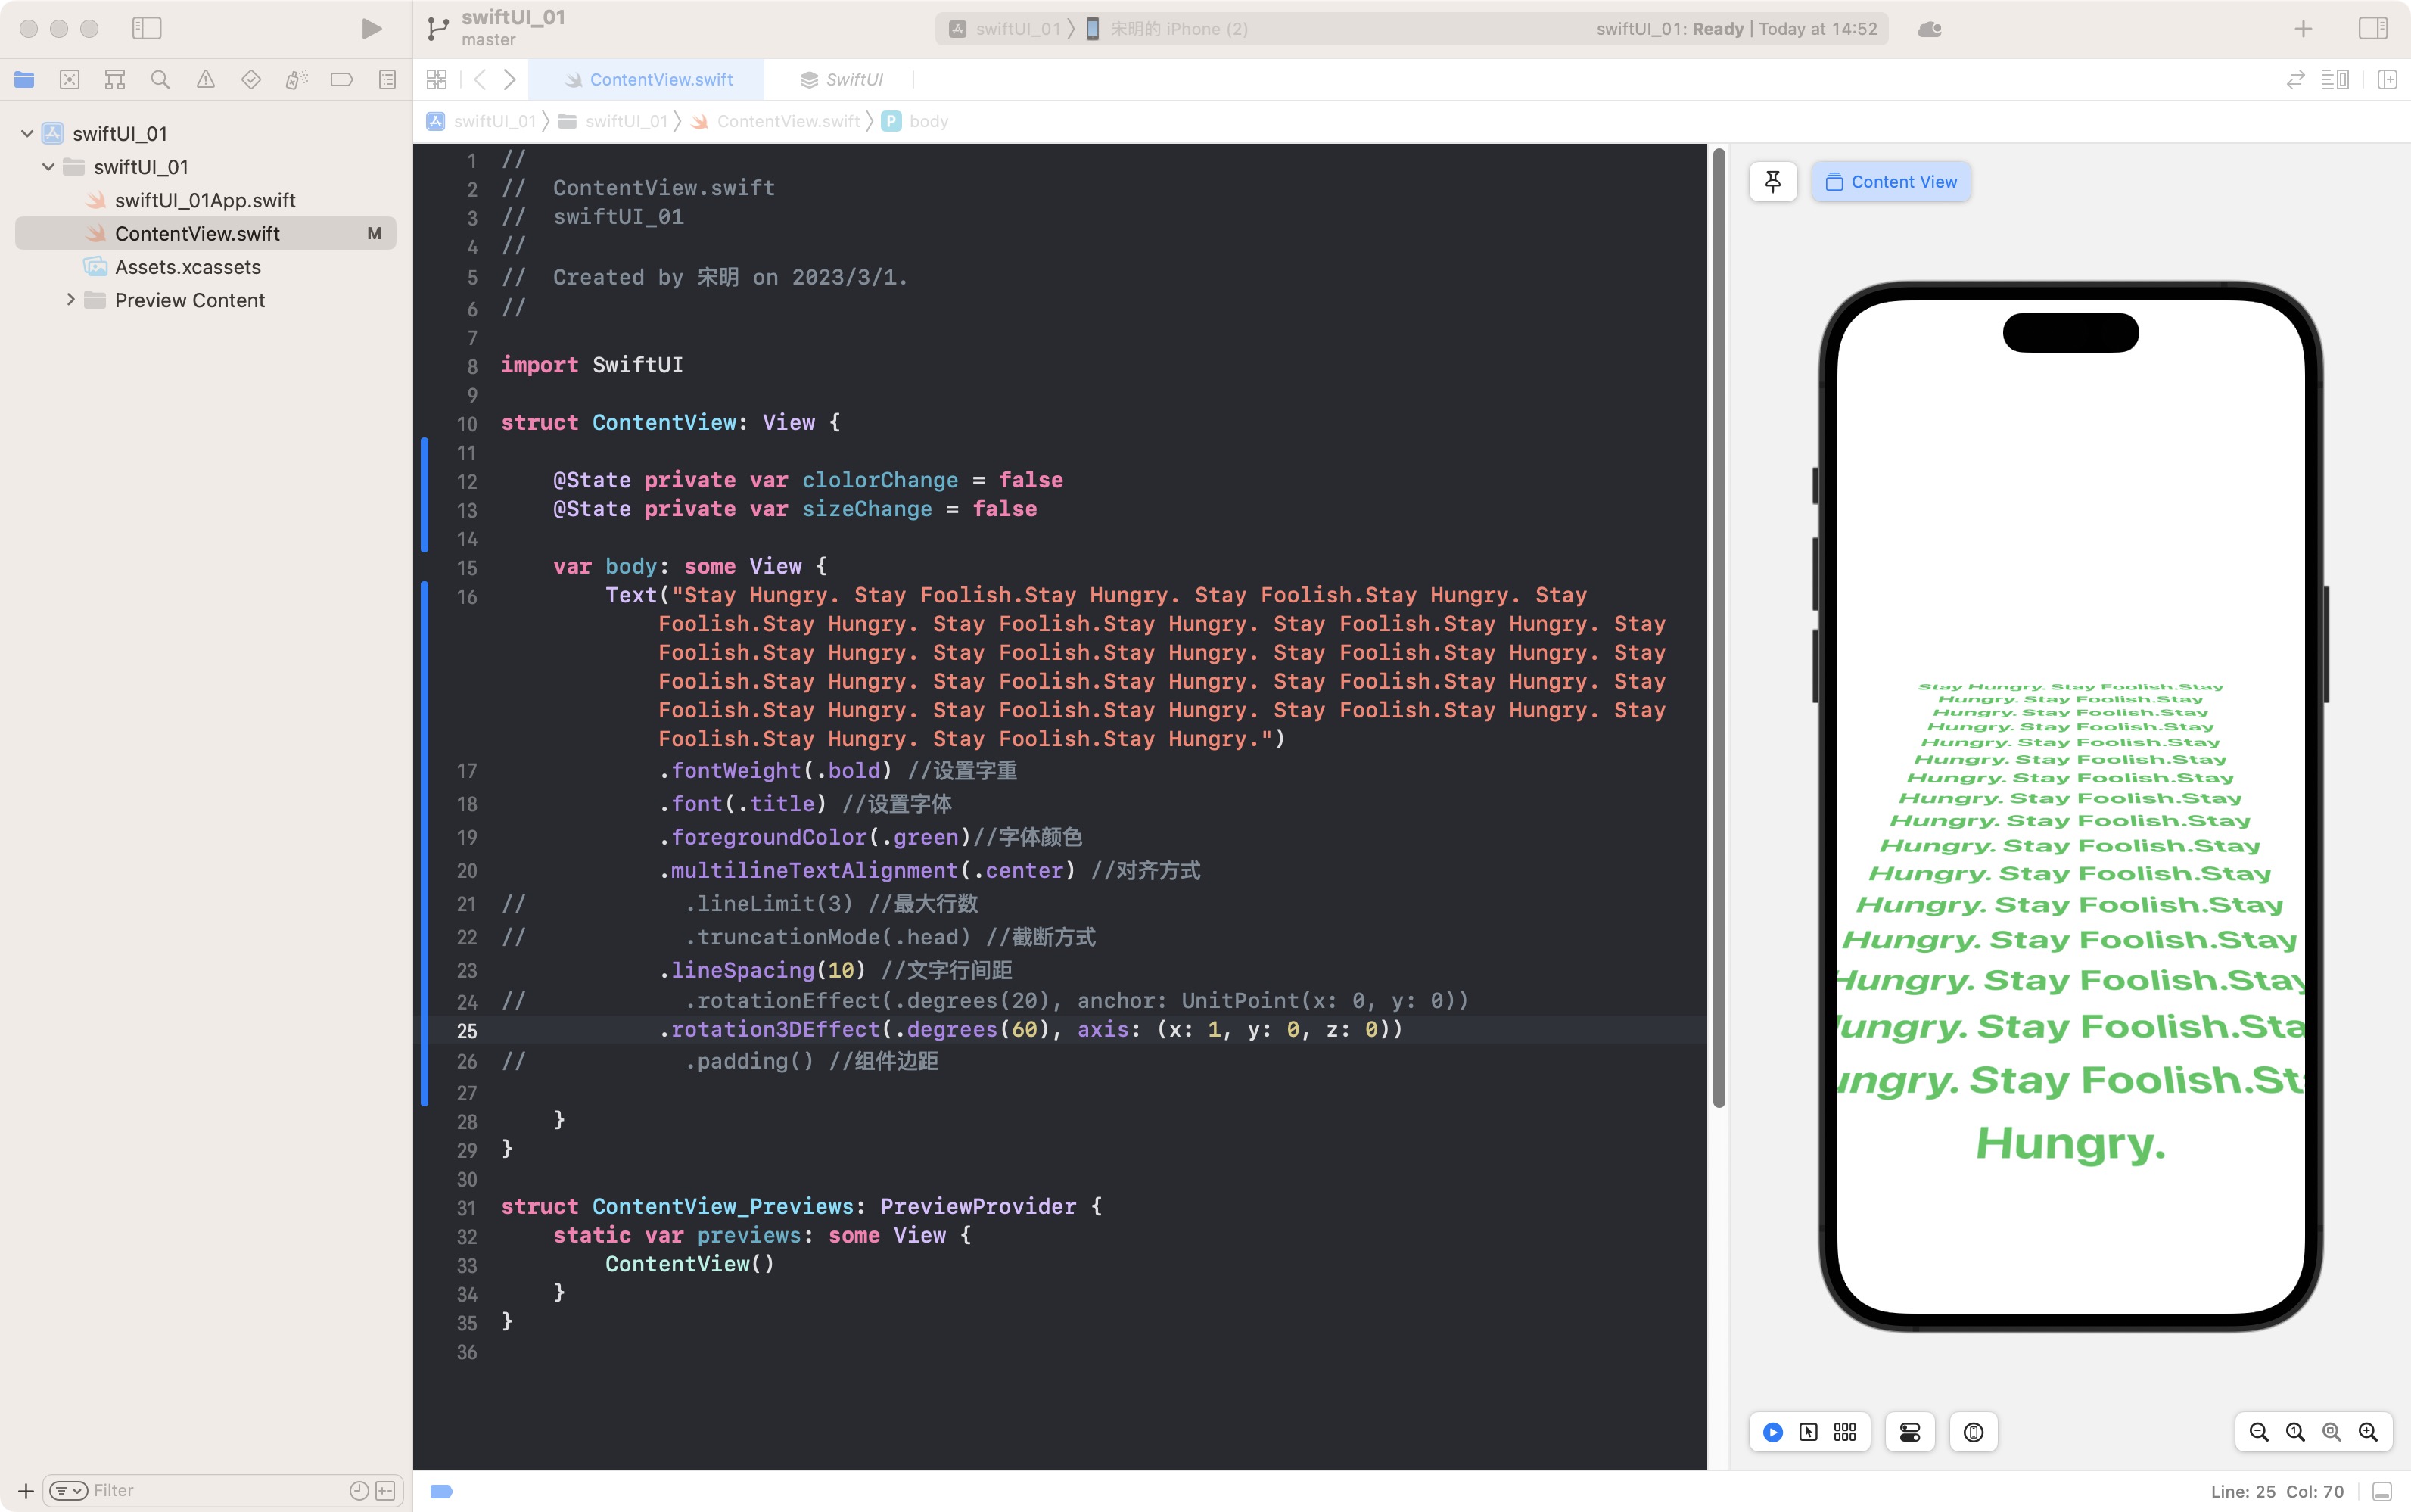 swiftUI_01
master
swiftUI_01 〉 宋明的 iPhone (2)
swiftUI_01: Ready | Today at 14:52
ContentView.swift
SwiftUI
swiftUI_01 〉 swiftUI_01 〉 ContentView.swift 〉 P body
swiftUI_01
swiftUI_01
swiftUI_01App.swift
ContentView.swift M
Assets.xcassets
Preview Content
1 //
2 //  ContentView.swift
3 //  swiftUI_01
4 //
5 //  Created by 宋明 on 2023/3/1.
6 //
7
8 import SwiftUI
9
10 struct ContentView: View {
11
12     @State private var clolorChange = false
13     @State private var sizeChange = false
14
15     var body: some View {
16         Text("Stay Hungry. Stay Foolish.Stay Hungry. Stay Foolish.Stay Hungry. Stay
Foolish.Stay Hungry. Stay Foolish.Stay Hungry. Stay Foolish.Stay Hungry. Stay
Foolish.Stay Hungry. Stay Foolish.Stay Hungry. Stay Foolish.Stay Hungry. Stay
Foolish.Stay Hungry. Stay Foolish.Stay Hungry. Stay Foolish.Stay Hungry. Stay
Foolish.Stay Hungry. Stay Foolish.Stay Hungry. Stay Foolish.Stay Hungry. Stay
Foolish.Stay Hungry. Stay Foolish.Stay Hungry.")
17             .fontWeight(.bold) //设置字重
18             .font(.title) //设置字体
19             .foregroundColor(.green)//字体颜色
20             .multilineTextAlignment(.center) //对齐方式
21 //            .lineLimit(3) //最大行数
22 //            .truncationMode(.head) //截断方式
23             .lineSpacing(10) //文字行间距
24 //            .rotationEffect(.degrees(20), anchor: UnitPoint(x: 0, y: 0))
25             .rotation3DEffect(.degrees(60), axis: (x: 1, y: 0, z: 0))
26 //            .padding() //组件边距
27
28     }
29 }
30
31 struct ContentView_Previews: PreviewProvider {
32     static var previews: some View {
33         ContentView()
34     }
35 }
36
Content View
Stay Hungry. Stay Foolish.Stay
Hungry. Stay Foolish.Stay
Hungry. Stay Foolish.Stay
Hungry. Stay Foolish.Stay
Hungry. Stay Foolish.Stay
Hungry. Stay Foolish.Stay
Hungry. Stay Foolish.Stay
Hungry. Stay Foolish.Stay
Hungry. Stay Foolish.Stay
Hungry. Stay Foolish.Stay
Hungry. Stay Foolish.Stay
Hungry. Stay Foolish.Stay
Hungry. Stay Foolish.Stay
Hungry. Stay Foolish.Stay
ungry. Stay Foolish.Sta
ngry. Stay Foolish.St
Hungry.
Filter
Line: 25 Col: 70